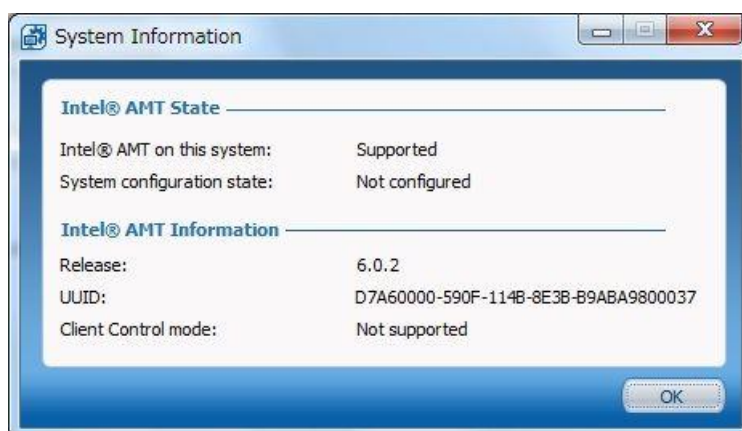 System Information
Intel® AMT State
Intel® AMT on this system: Supported
System configuration state: Not configured
Intel® AMT Information
Release: 6.0.2
UUID: D7A60000-590F-114B-8E3B-B9ABA9800037
Client Control mode: Not supported
OK